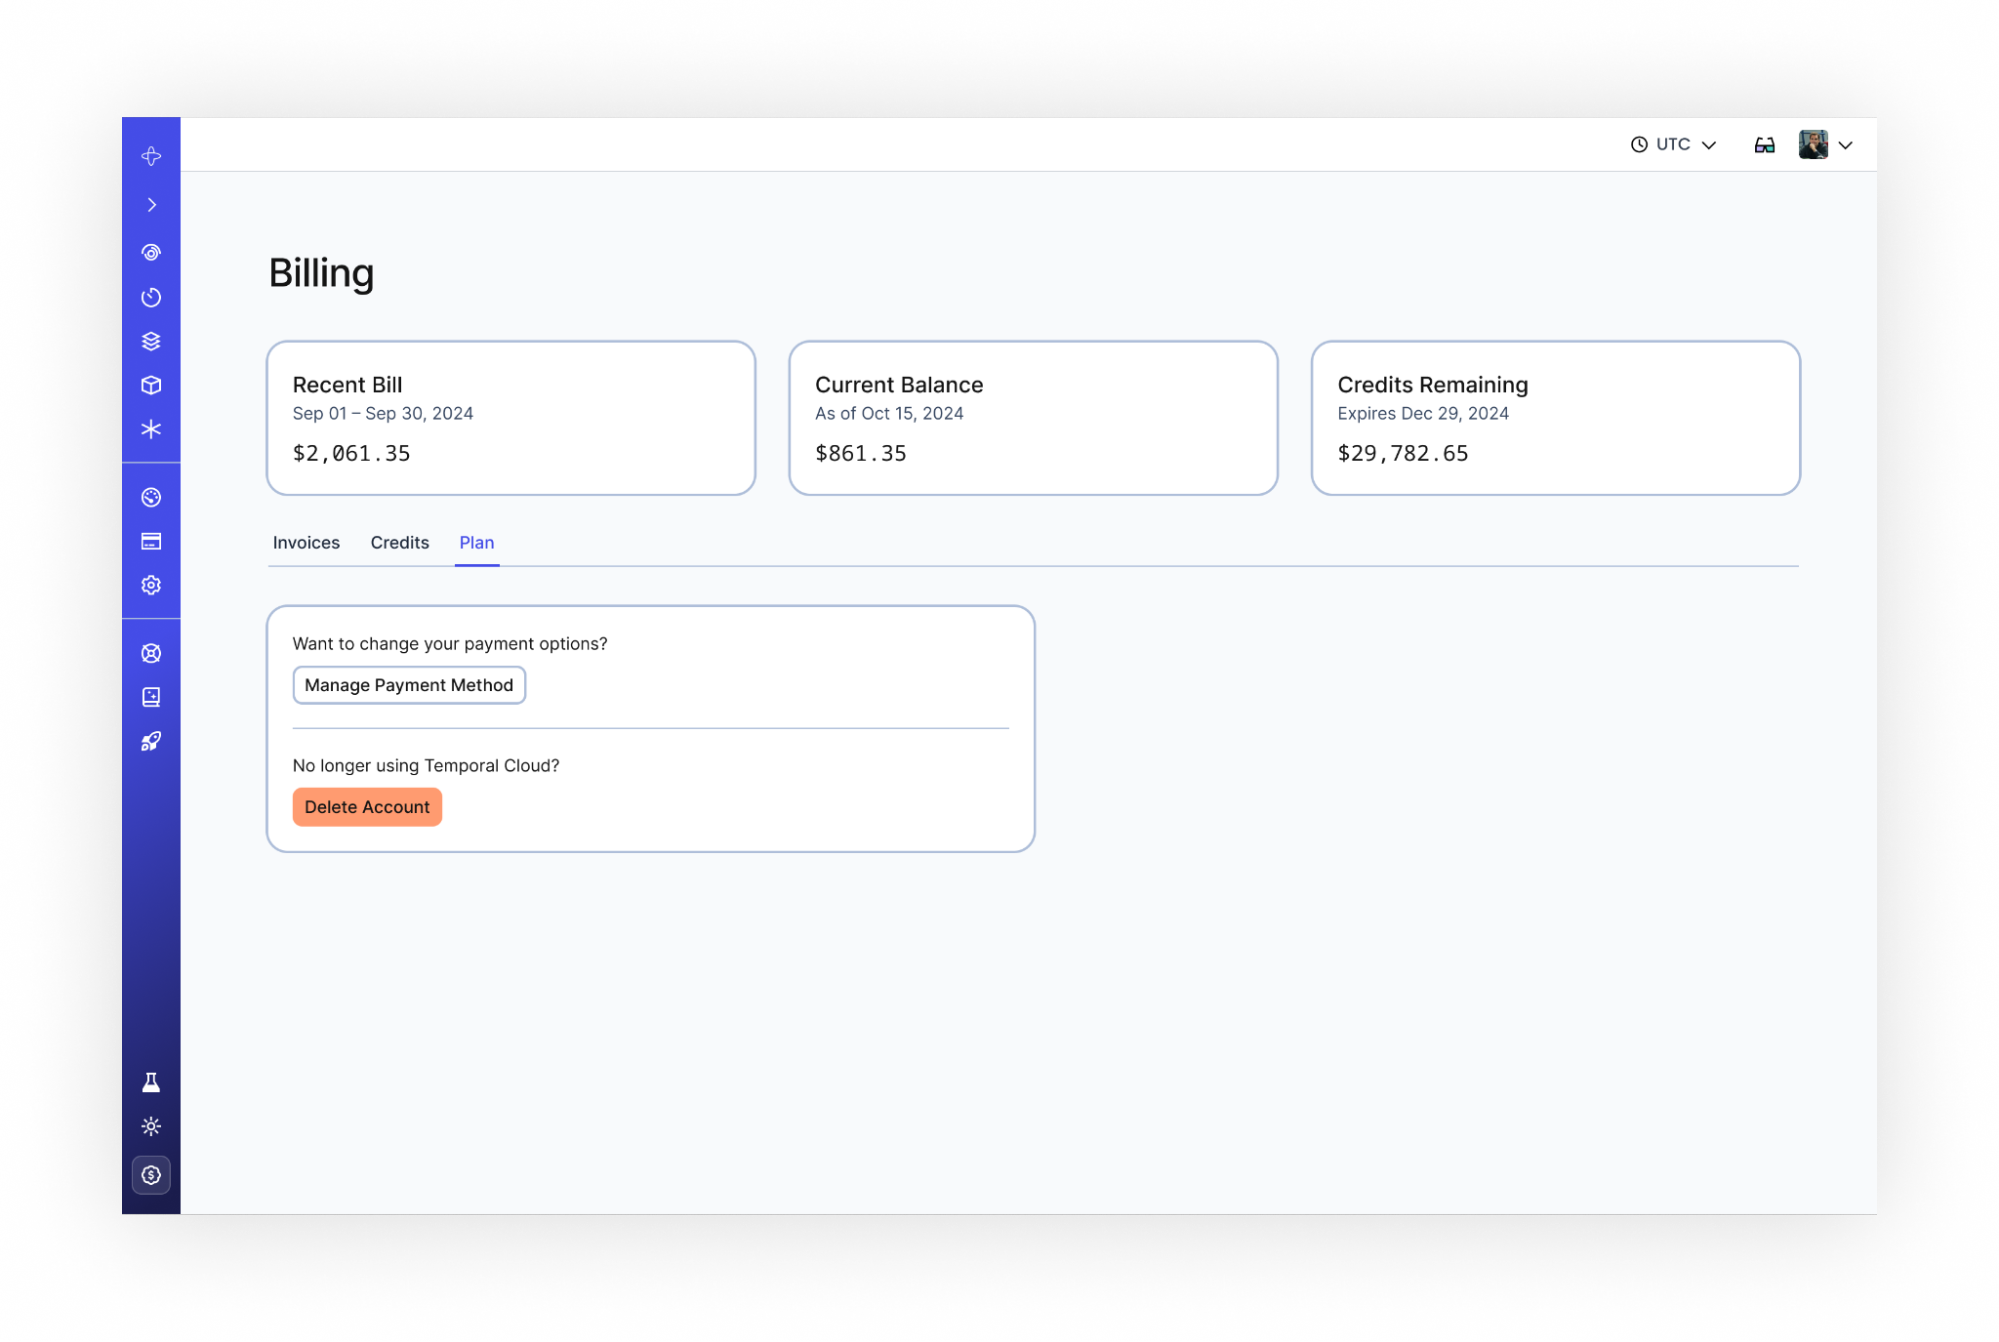 UTC
Billing
Recent Bill
Sep 01 – Sep 30, 2024
$2,061.35
Current Balance
As of Oct 15, 2024
$861.35
Credits Remaining
Expires Dec 29, 2024
$29,782.65
Invoices Credits Plan
Want to change your payment options?
Manage Payment Method
No longer using Temporal Cloud?
Delete Account